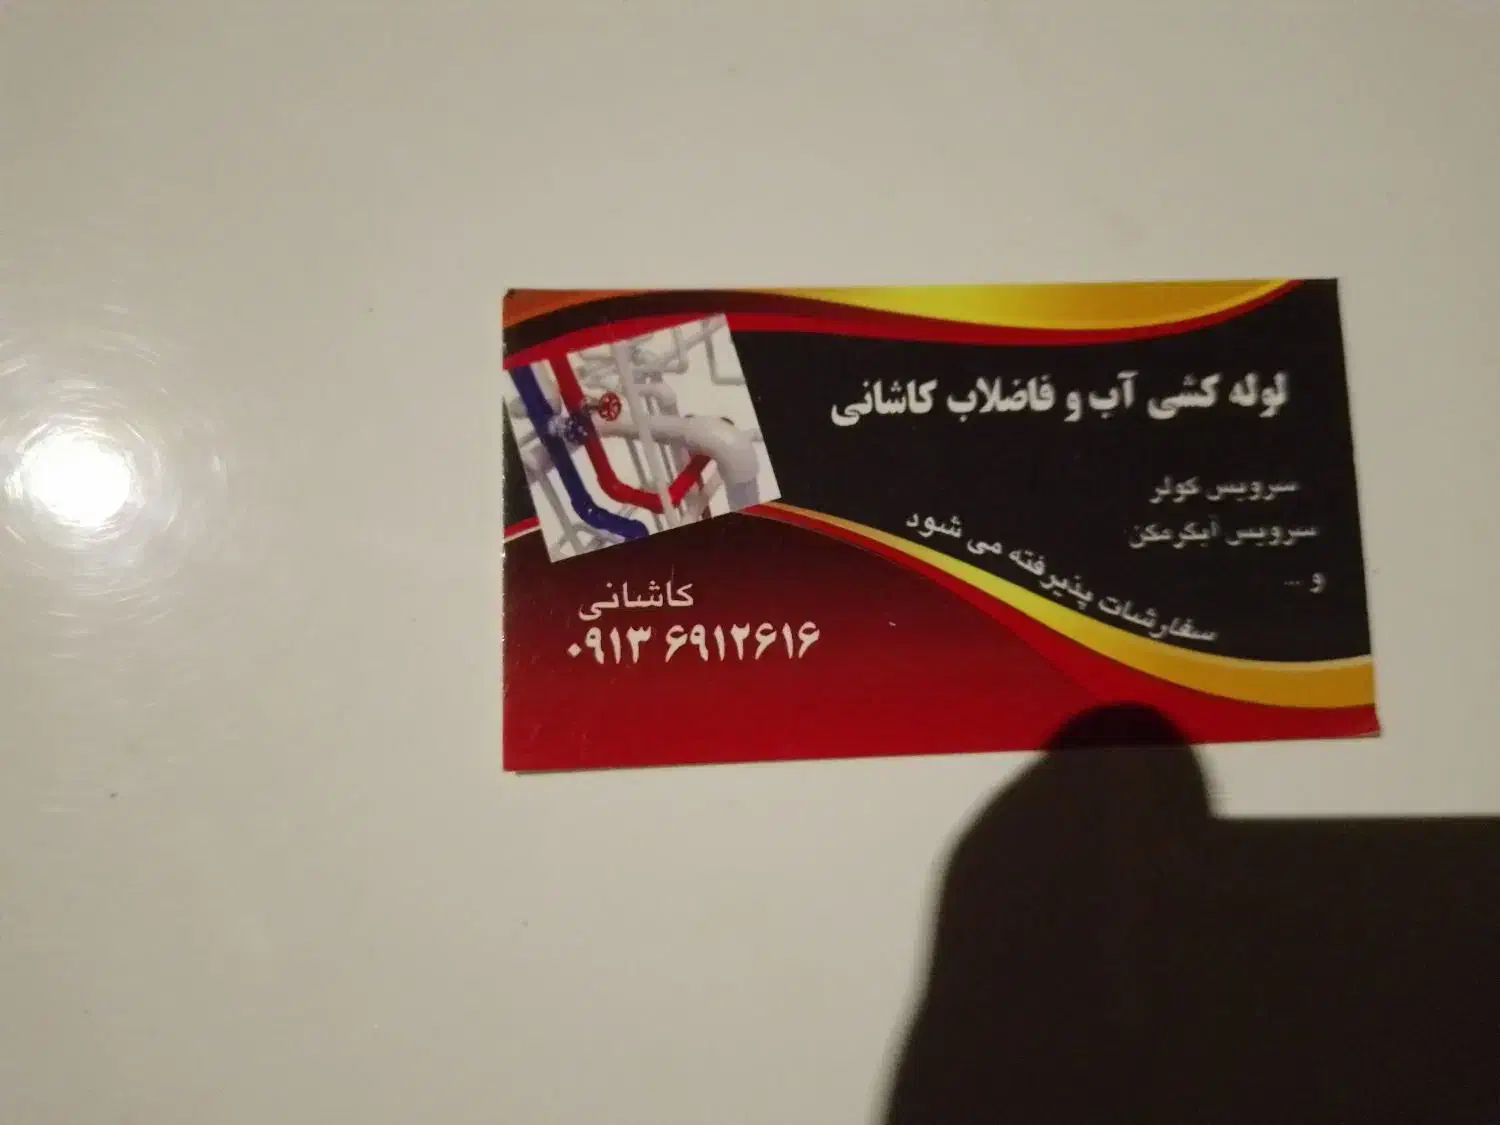 لوله کشی آب و فاضلاب کاشانی
سرویس کولر
سرویس آبگرمکن
و ...
سفارشات پذیرفته می شود
کاشانی
۰۹۱۳ ۶۹۱۲۶۱۶